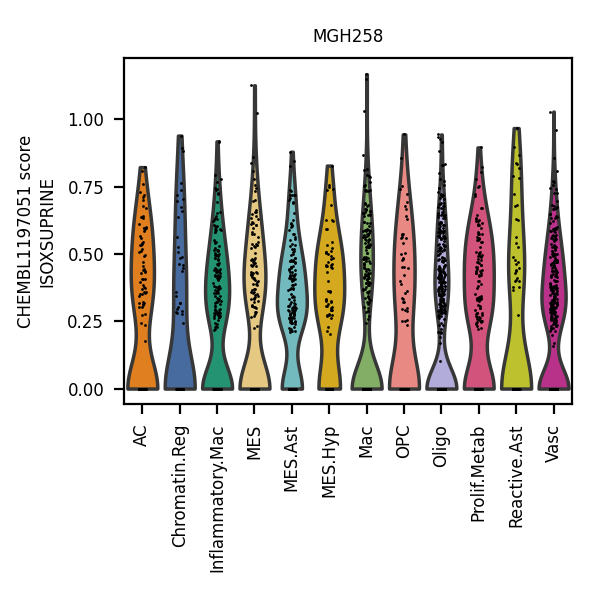 MGH258
CHEMBL1197051 score
ISOXSUPRINE
1.00
0.75
0.50
0.25
0.00
AC
Chromatin.Reg
Inflammatory.Mac
MES
MES.Ast
MES.Hyp
Mac
OPC
Oligo
Prolif.Metab
Reactive.Ast
Vasc